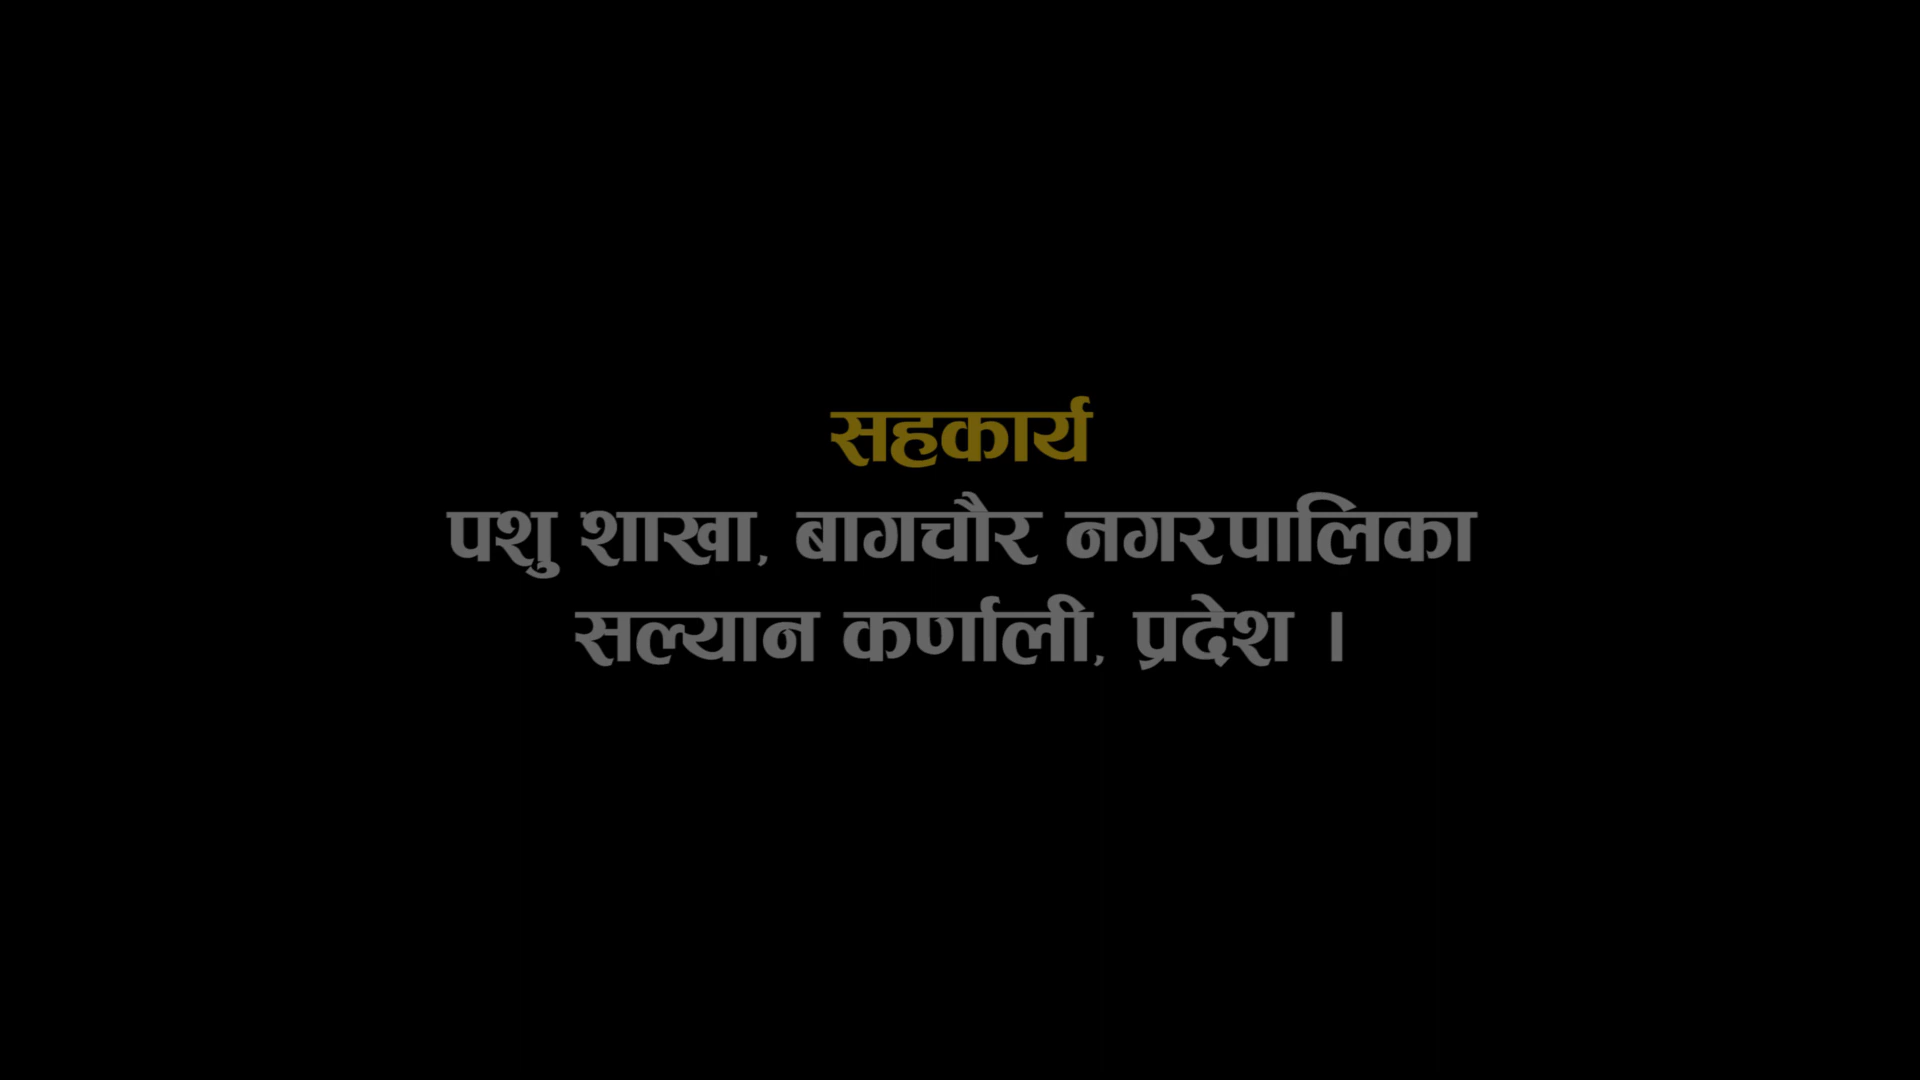 सहकार्य
पशु शाखा, बागचौर नगरपालिका
सल्यान कर्णाली, प्रदेश ।